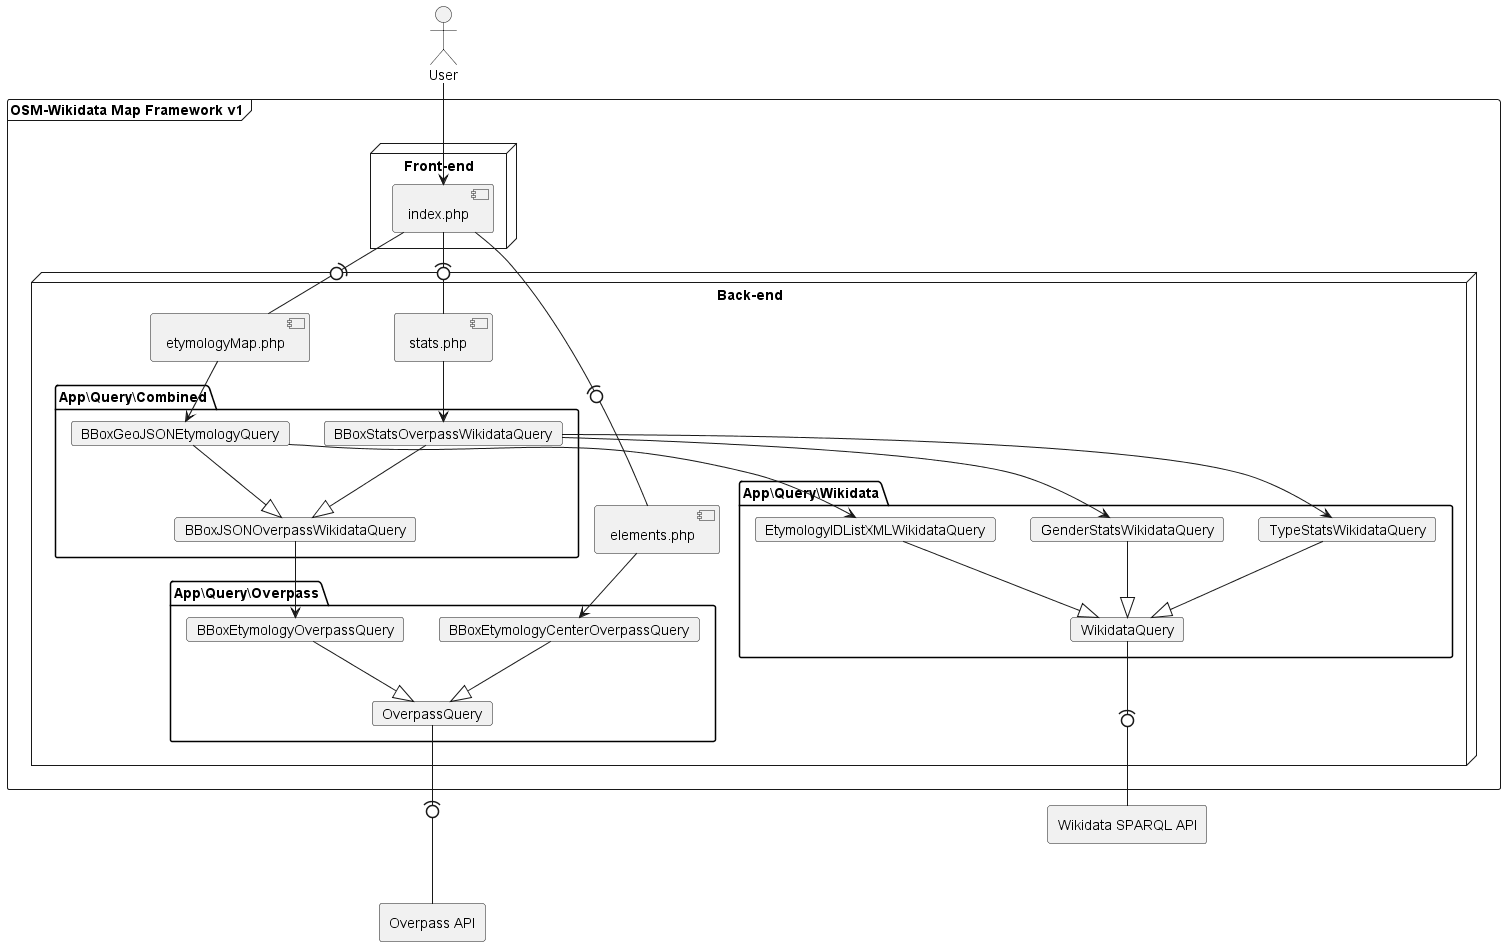 User
OSM-Wikidata Map Framework v1
Front-end
index.php
Back-end
etymologyMap.php
stats.php
App\Query\Combined
BBoxGeoJSONEtymologyQuery
BBoxStatsOverpassWikidataQuery
BBoxJSONOverpassWikidataQuery
elements.php
App\Query\Wikidata
EtymologyIDListXMLWikidataQuery
GenderStatsWikidataQuery
TypeStatsWikidataQuery
WikidataQuery
App\Query\Overpass
BBoxEtymologyOverpassQuery
BBoxEtymologyCenterOverpassQuery
OverpassQuery
Wikidata SPARQL API
Overpass API